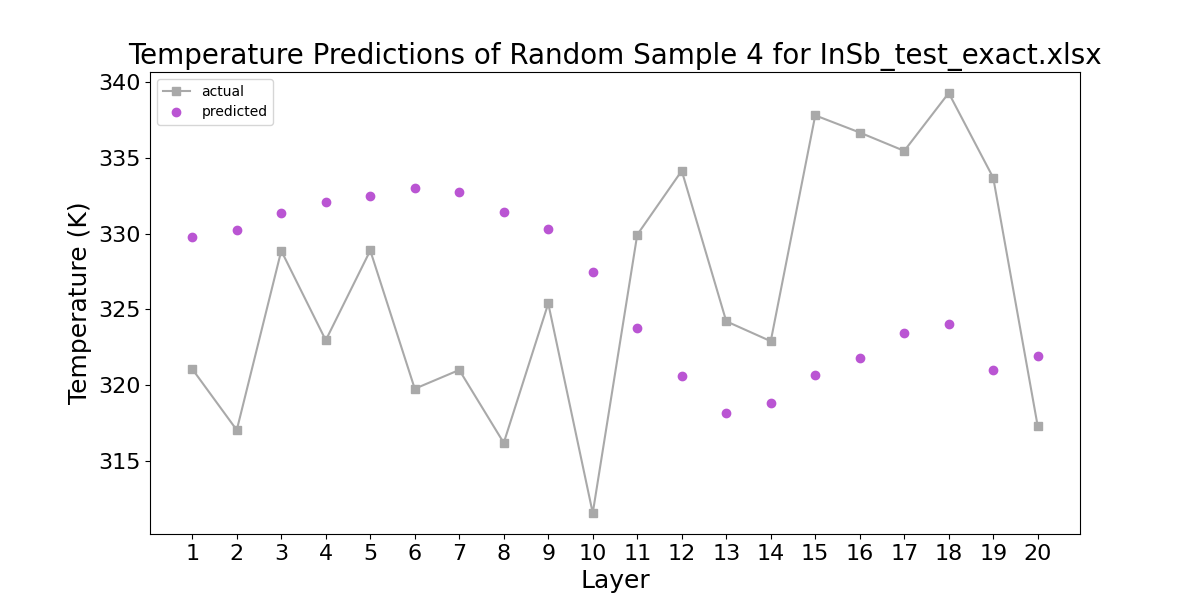 Temperature Predictions of Random Sample 4 for InSb_test_exact.xlsx
actual
predicted
340
335
330
325
320
315
Temperature (K)
1 2 3 4 5 6 7 8 9 10 11 12 13 14 15 16 17 18 19 20
Layer